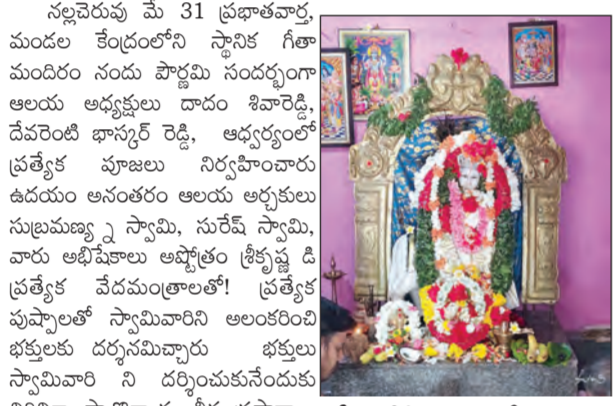 నల్లచెరువు మే 31 ప్రభాతవార్త,
మండల కేంద్రంలోని స్థానిక గీతా
మందిరం నందు పౌర్ణమి సందర్భంగా
ఆలయ అధ్యక్షులు దాదం శివారెడ్డి,
దేవరెంటి భాస్కర్ రెడ్డి, ఆధ్వర్యంలో
ప్రత్యేక పూజలు నిర్వహించారు
ఉదయం అనంతరం ఆలయ అర్చకులు
సుబ్రమణ్య్న స్వామి, సురేష్ స్వామి,
వారు అభిషేకాలు అష్టోత్రం శ్రీకృష్ణ డి
ప్రత్యేక వేదమంత్రాలతో! ప్రత్యేక
పుష్పాలతో స్వామివారిని అలంకరించి
భక్తులకు దర్శనమిచ్చారు భక్తులు
స్వామివారి ని దర్శించుకునేందుకు